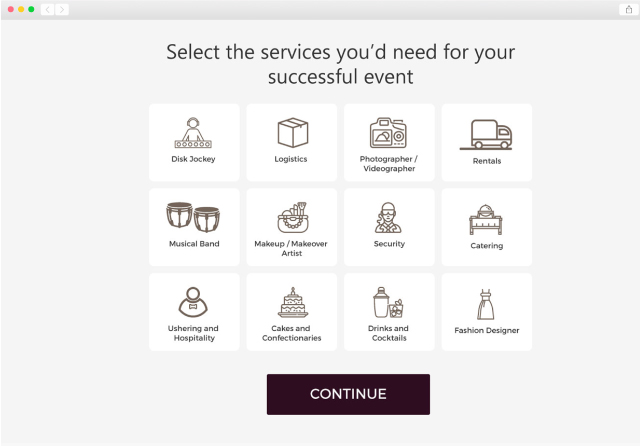 Select the services you'd need for your
successful event
Disk Jockey
Logistics
Photographer /
Videographer
Rentals
Musical Band
Makeup / Makeover
Artist
Security
Catering
Ushering and
Hospitality
Cakes and
Confectionaries
Drinks and
Cocktails
Fashion Designer
CONTINUE